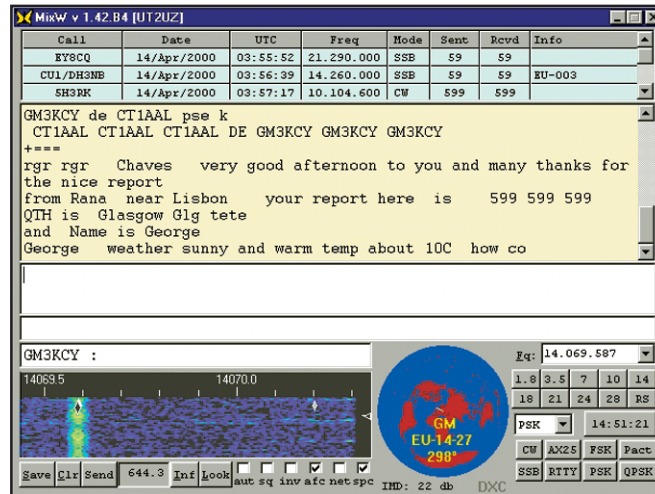 MixW v 1.42.B4 [UT2UZ]
Call Date UTC Freq Mode Sent Rcvd Info
EY8CQ 14/Apr/2000 03:55:52 21.290.000 SSB 59 59
CU1/DH3NB 14/Apr/2000 03:56:39 14.260.000 SSB 59 59 EU-003
5H3RK 14/Apr/2000 03:57:17 10.104.600 CW 599 599
GM3KCY de CT1AAL pse k
CT1AAL CT1AAL CT1AAL DE GM3KCY GM3KCY GM3KCY
+===
rgr rgr Chaves very good afternoon to you and many thanks for
the nice report
from Rana near Lisbon your report here is 599 599 599
QTH is Glasgow Glg tete
and Name is George
George weather sunny and warm temp about 10C how co
GM3KCY :
Fq: 14.069.587
14069.5 14070.0
1.8 3.5 7 10 14
18 21 24 28 RS
GM
EU-14-27
298°
PSK 14:51:21
CW AX25 FSK Pact
SSB RTTY PSK QPSK
Save Clr Send 644.3 Inf Look aut sq inv afc net spc
IMD: 22 db DXC